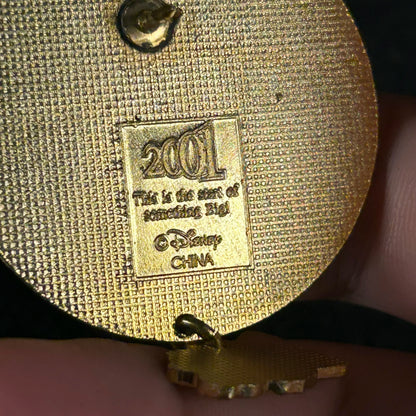 2001
This is the start of
something Big!
© Disney
CHINA